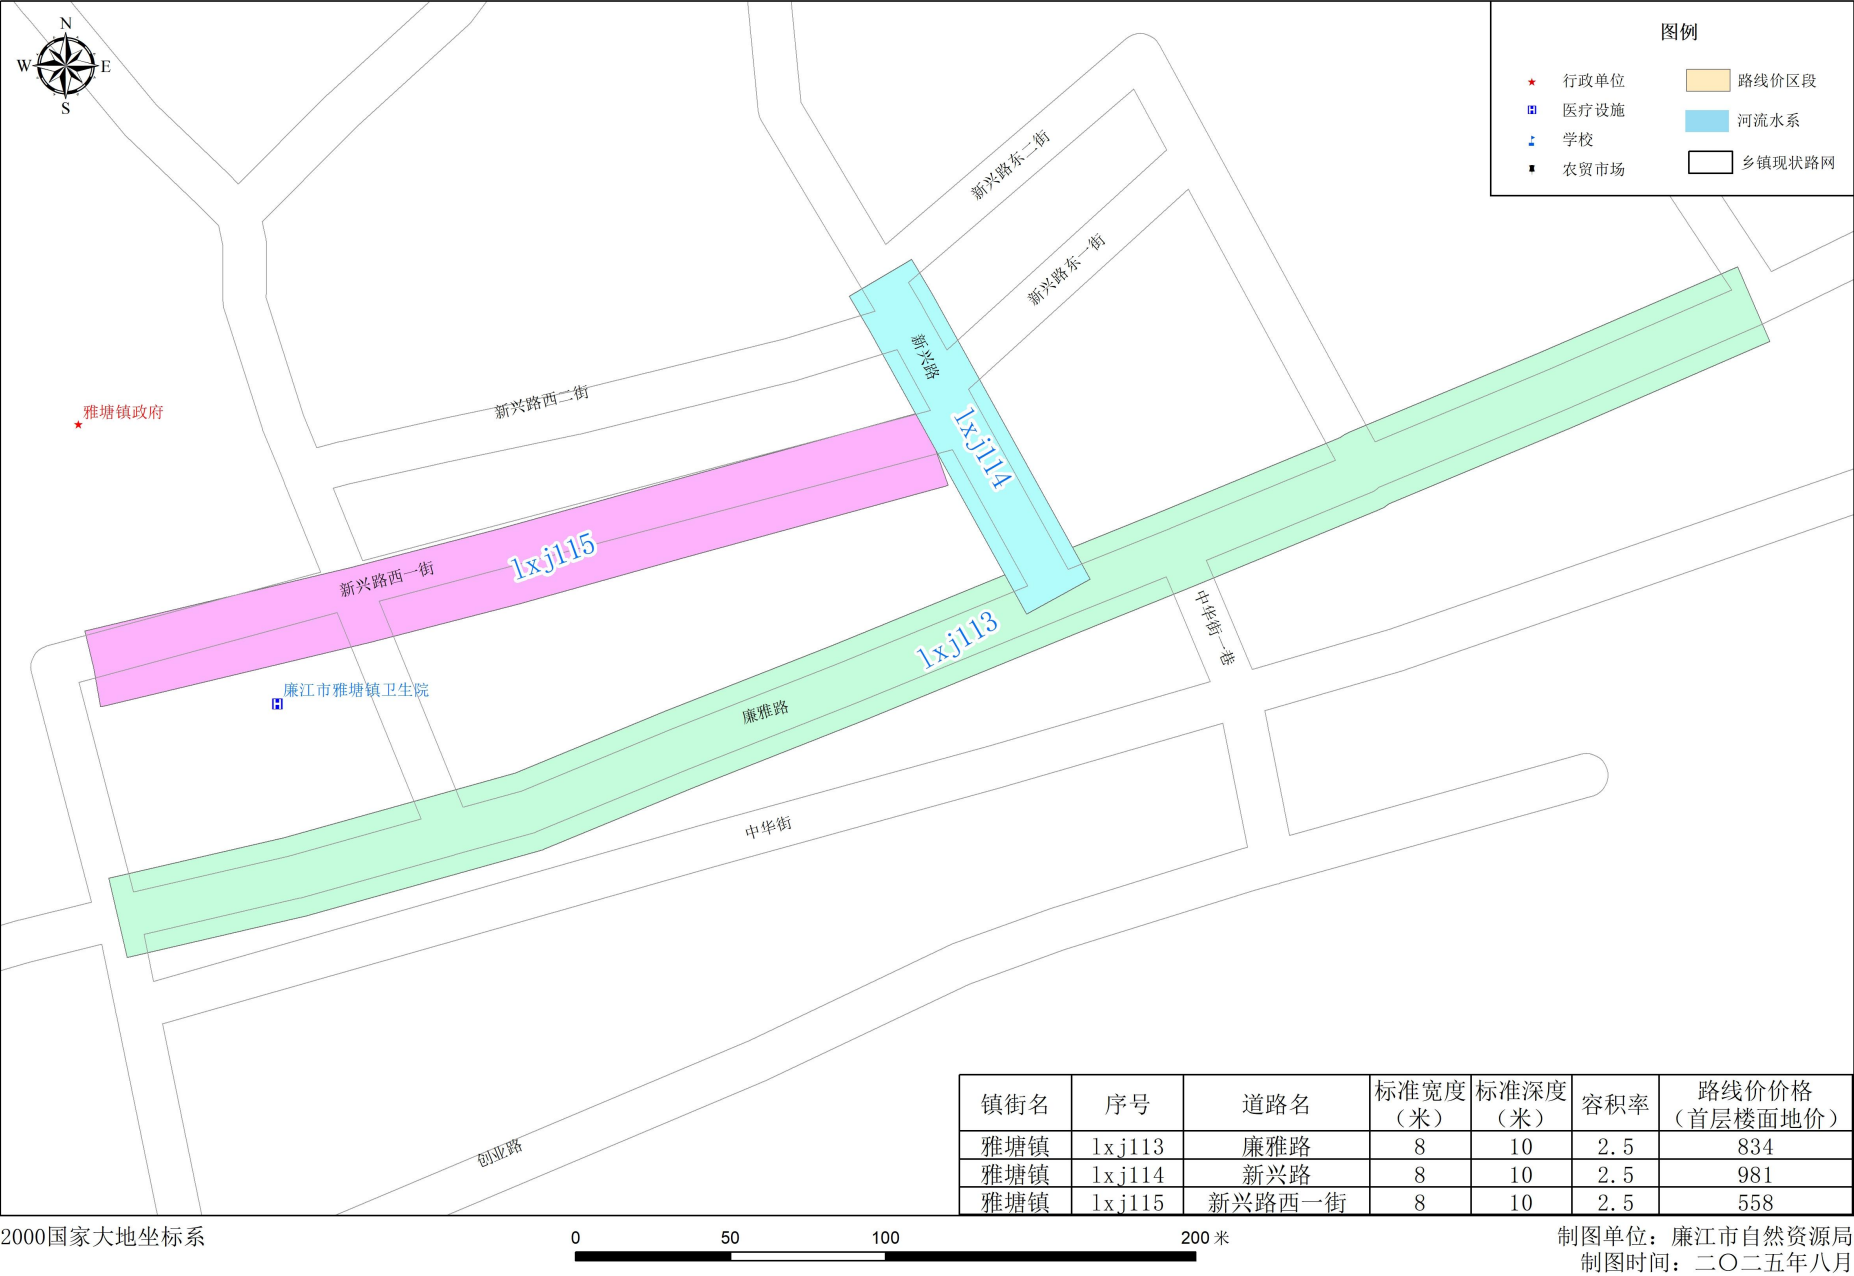 N
W E
S
图例
行政单位
医疗设施
学校
农贸市场
路线价区段
河流水系
乡镇现状路网
新兴路东二街
新兴路东一街
新兴路
新兴路西二街
雅塘镇政府
lxj114
lxj115
新兴路西一街
lxj113
中华街一巷
廉江市雅塘镇卫生院
廉雅路
中华街
创业路
镇街名 序号 道路名 标准宽度（米） 标准深度（米） 容积率 路线价价格（首层楼面地价）
雅塘镇 lxj113 廉雅路 8 10 2.5 834
雅塘镇 lxj114 新兴路 8 10 2.5 981
雅塘镇 lxj115 新兴路西一街 8 10 2.5 558
2000国家大地坐标系
0 50 100 200 米
制图单位：廉江市自然资源局
制图时间：二〇二五年八月